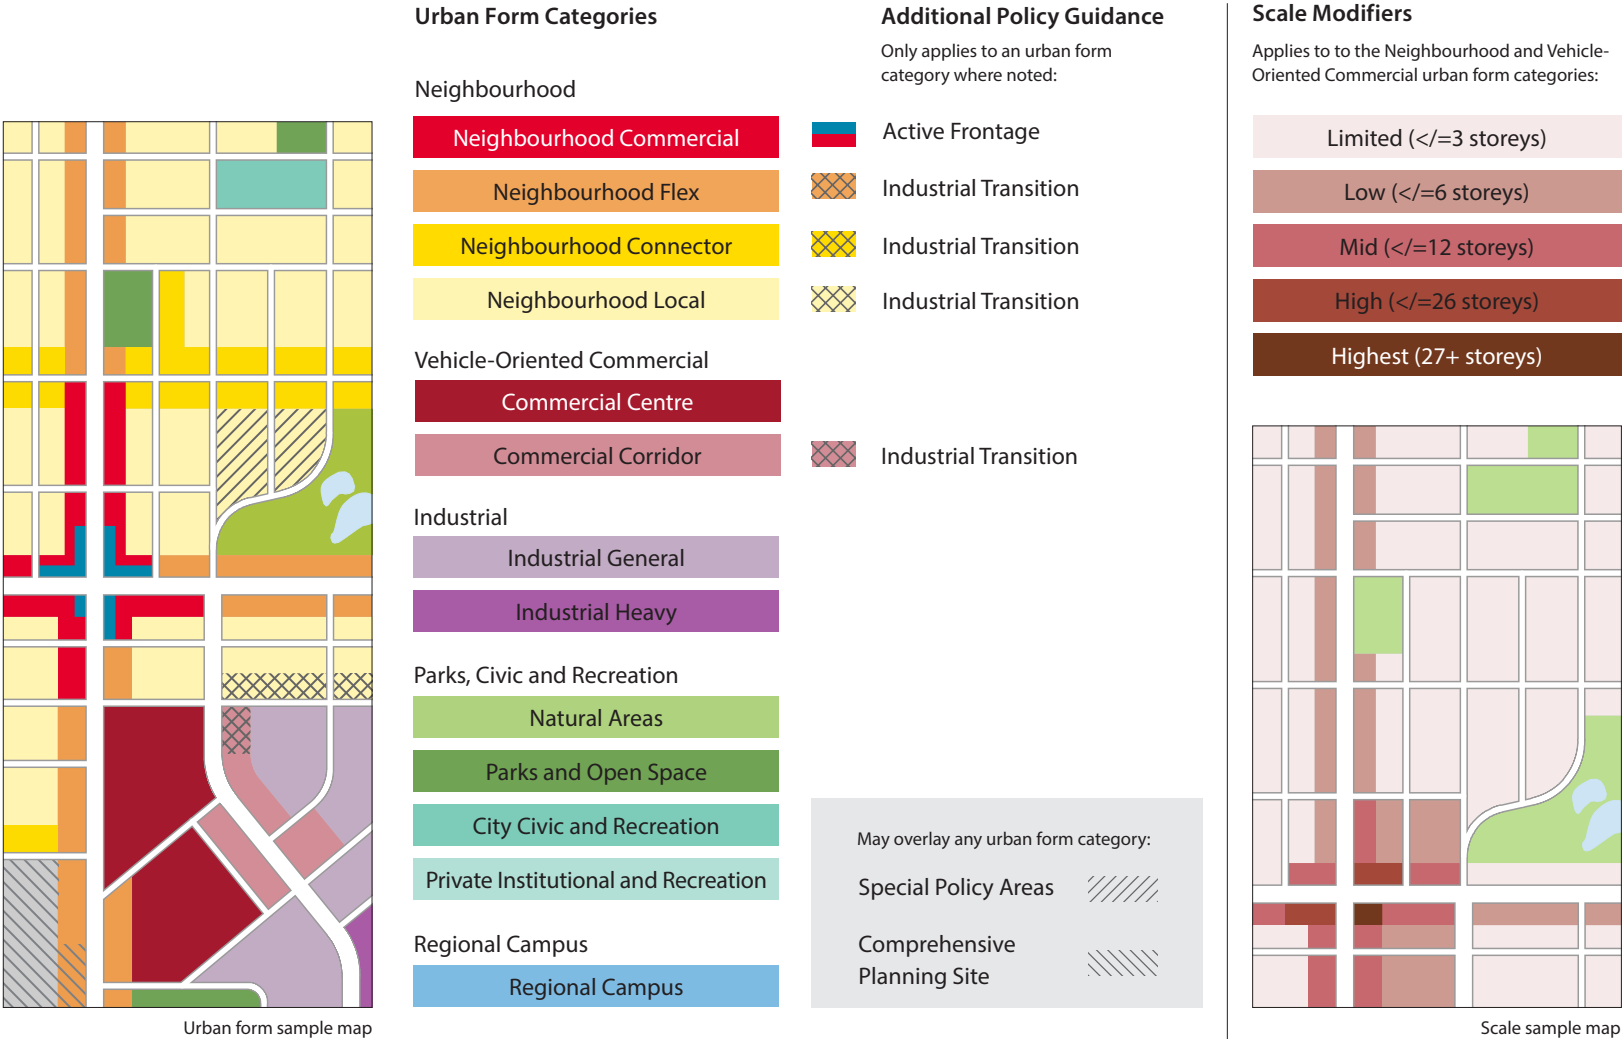 Urban Form Categories
Neighbourhood
Neighbourhood Commercial
Neighbourhood Flex
Neighbourhood Connector
Neighbourhood Local
Vehicle-Oriented Commercial
Commercial Centre
Commercial Corridor
Industrial
Industrial General
Industrial Heavy
Parks, Civic and Recreation
Natural Areas
Parks and Open Space
City Civic and Recreation
Private Institutional and Recreation
Regional Campus
Regional Campus
Urban form sample map
Additional Policy Guidance
Only applies to an urban form
category where noted:
Active Frontage
Industrial Transition
Industrial Transition
Industrial Transition
Industrial Transition
May overlay any urban form category:
Special Policy Areas
Comprehensive
Planning Site
Scale Modifiers
Applies to to the Neighbourhood and Vehicle-
Oriented Commercial urban form categories:
Limited (</=3 storeys)
Low (</=6 storeys)
Mid (</=12 storeys)
High (</=26 storeys)
Highest (27+ storeys)
Scale sample map